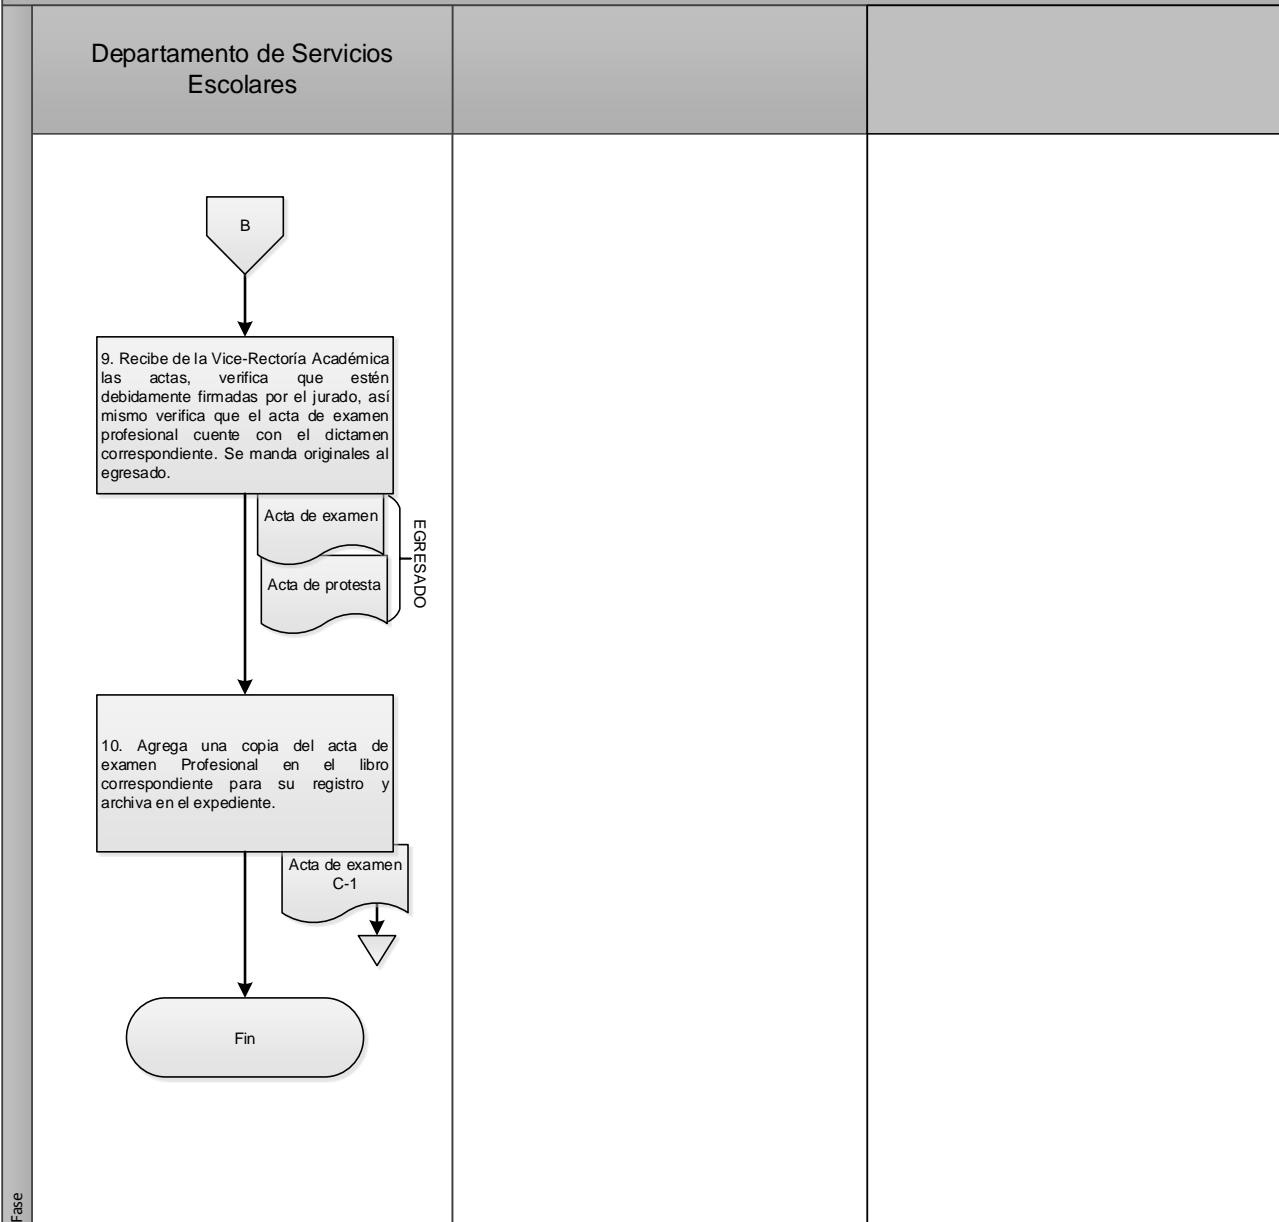 Departamento de Servicios
Escolares
B
9. Recibe de la Vice-Rectoría Académica
las actas, verifica que estén
debidamente firmadas por el jurado, así
mismo verifica que el acta de examen
profesional cuente con el dictamen
correspondiente. Se manda originales al
egresado.
Acta de examen
Acta de protesta
EGRESADO
10. Agrega una copia del acta de
examen Profesional en el libro
correspondiente para su registro y
archiva en el expediente.
Acta de examen
C-1
Fin
Fase